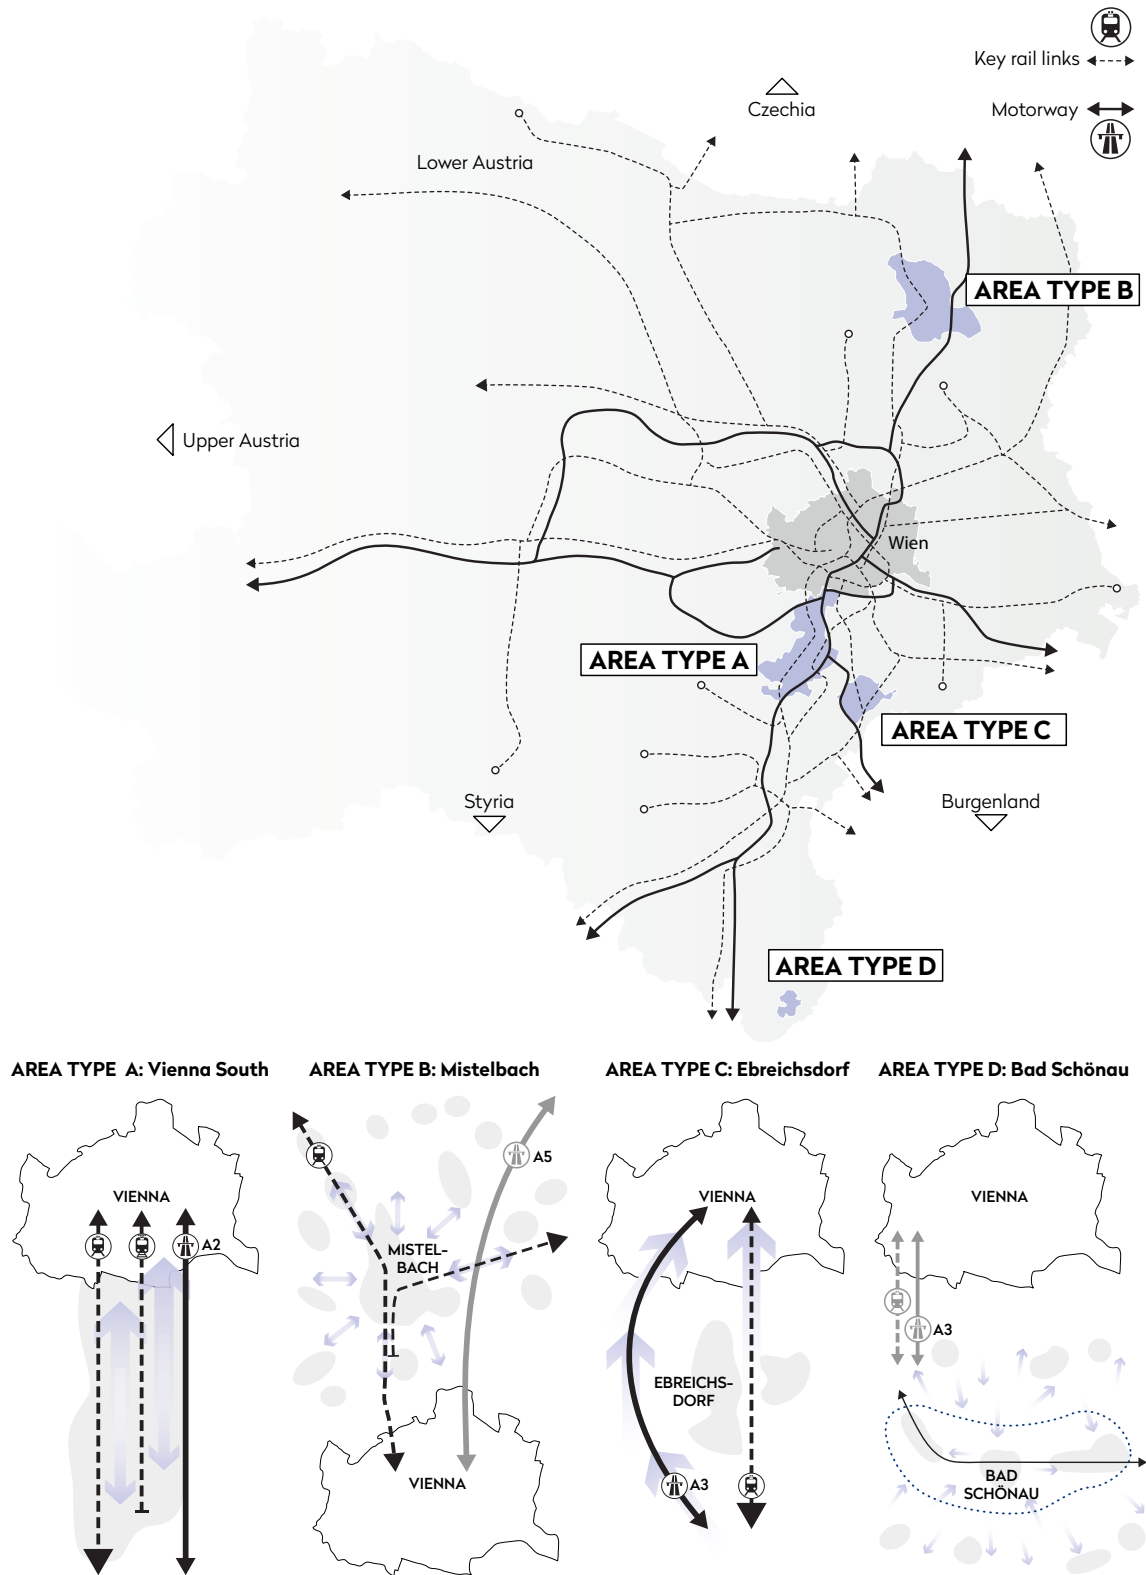 Key rail links
Czechia
Motorway
Lower Austria
AREA TYPE B
Upper Austria
Wien
AREA TYPE A
AREA TYPE C
Styria
Burgenland
AREA TYPE D
AREA TYPE A: Vienna South
VIENNA
A2
AREA TYPE B: Mistelbach
A5
MISTEL-
BACH
VIENNA
AREA TYPE C: Ebreichsdorf
VIENNA
EBREICHS-
DORF
A3
AREA TYPE D: Bad Schönau
VIENNA
A3
BAD
SCHÖNAU